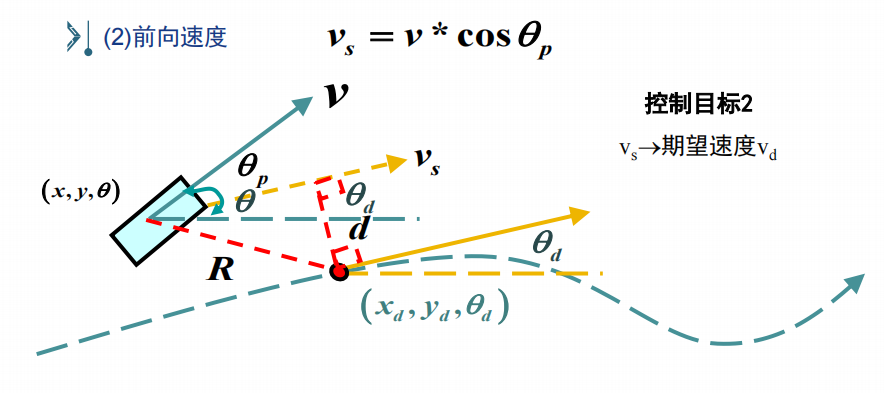 (2)前向速度
v_s = v * cos θ_p
v
控制目标2
v_s→期望速度v_d
θ_p
v_s
(x, y, θ)
θ
θ_d
d
θ_d
R
(x_d, y_d, θ_d)